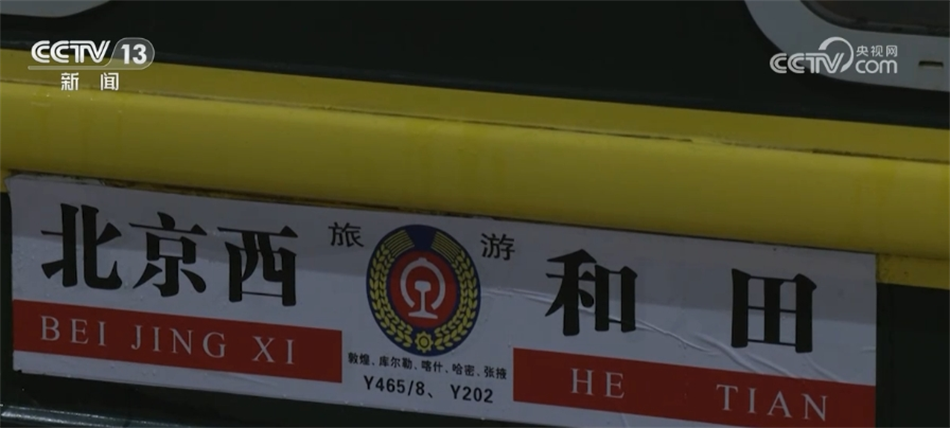 CCTV 13
新闻
CCTV 央视网
com
北京西 旅游 和田
BEI JING XI HE TIAN
敦煌、库尔勒、喀什、哈密、张掖
Y465/8、Y202